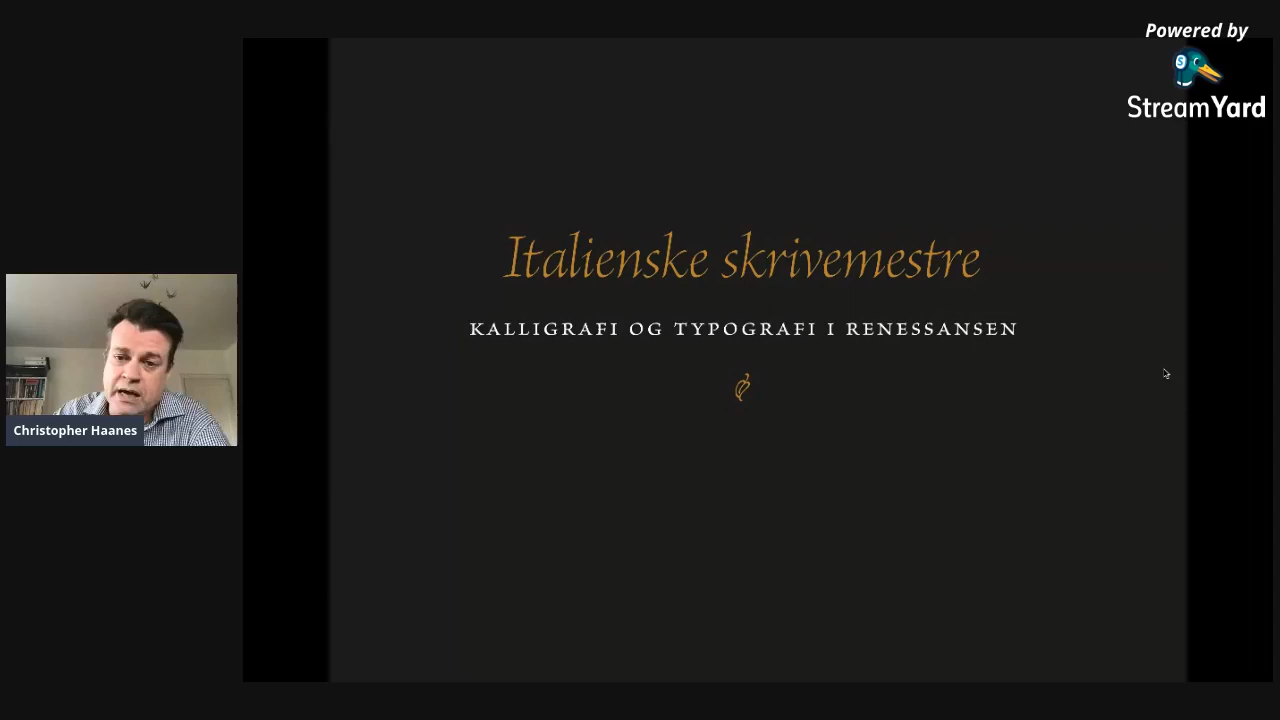 Powered by
StreamYard
Italienske skrivemestre
KALLIGRAFI OG TYPOGRAFI I RENESSANSEN
Christopher Haanes